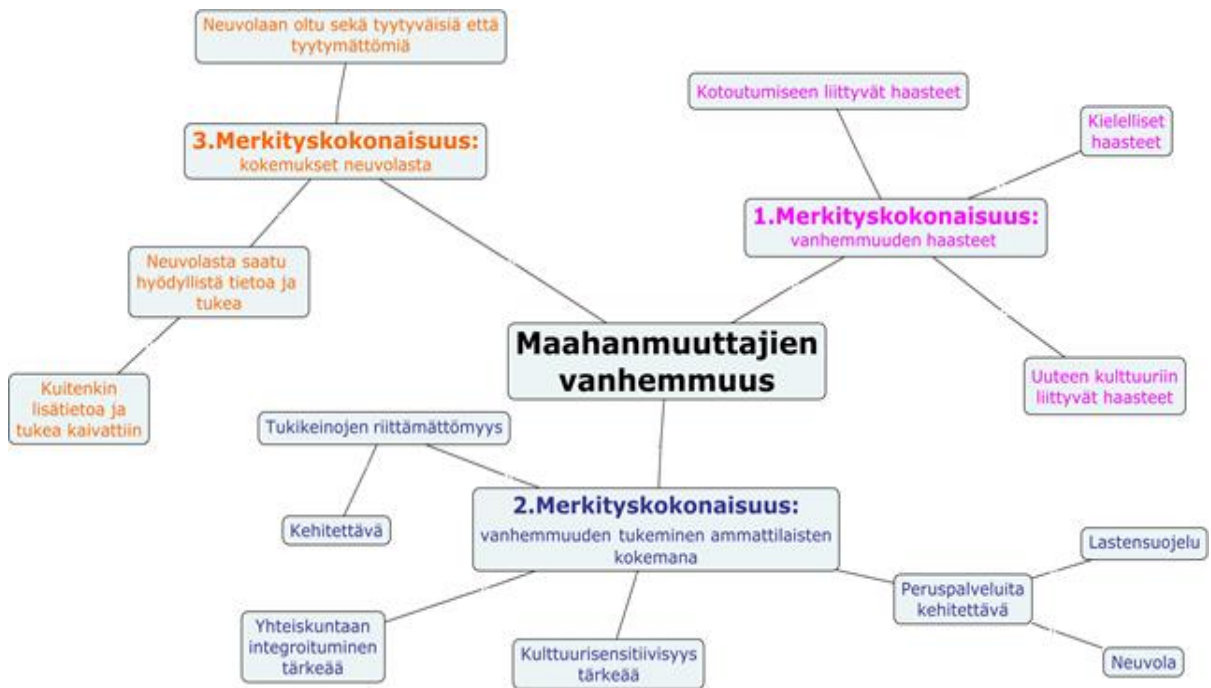 Neuvolaan oltu sekä tyytyväisiä että
tyytymättömiä
Kotoutumiseen liittyvät haasteet
Kielelliset
haasteet
3.Merkityskokonaisuus:
kokemukset neuvolasta
1.Merkityskokonaisuus:
vanhemmuuden haasteet
Neuvolasta saatu
hyödyllistä tietoa ja
tukea
Maahanmuuttajien
vanhemmuus
Kuitenkin
lisätietoa ja
tukea kaivattiin
Uuteen kulttuuriin
liittyvät haasteet
Tukikeinojen riittämättömyys
Kehitettävä
2.Merkityskokonaisuus:
vanhemmuuden tukeminen ammattilaisten
kokemana
Lastensuojelu
Peruspalveluita
kehitettävä
Yhteiskuntaan
integroituminen
tärkeää
Kulttuurisensitiivisyys
tärkeää
Neuvola